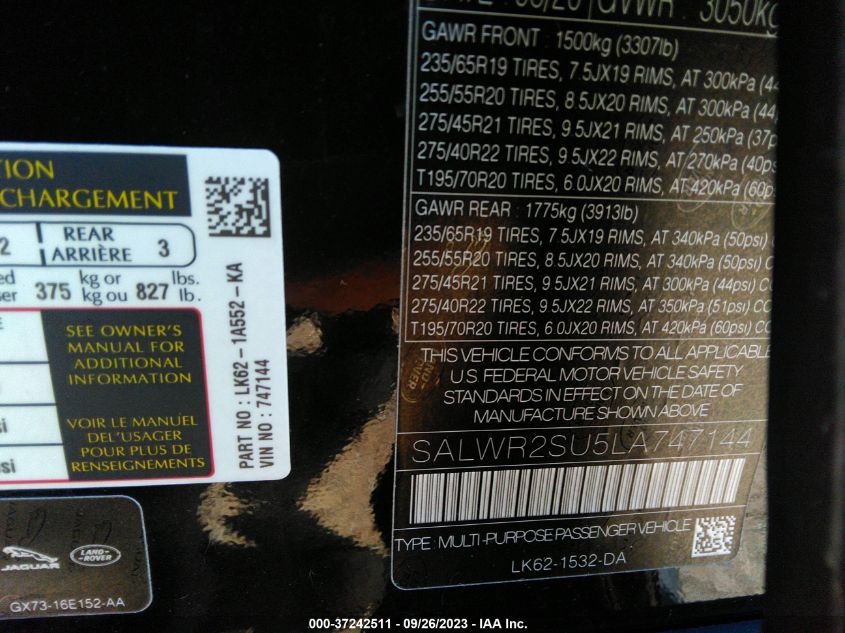 TION
CHARGEMENT
2 REAR 3
ARRIÈRE
375 kg or 827 lbs.
kg ou lb.
SEE OWNER'S
MANUAL FOR
ADDITIONAL
INFORMATION
VOIR LE MANUEL
DEL'USAGER
POUR PLUS DE
RENSEIGNEMENTS
PART NO : LK62-1A552-KA
VIN NO : 747144
JAGUAR
LAND-ROVER
GX73-16E152-AA
GVWR : 3050kg
GAWR FRONT : 1500kg (3307lb)
235/65R19 TIRES, 7.5JX19 RIMS, AT 300kPa (44
255/55R20 TIRES, 8.5JX20 RIMS, AT 300kPa (44
275/45R21 TIRES, 9.5JX21 RIMS, AT 250kPa (37p
275/40R22 TIRES, 9.5JX22 RIMS, AT 270kPa (40ps
T195/70R20 TIRES, 6.0JX20 RIMS, AT 420kPa (60ps
GAWR REAR : 1775kg (3913lb)
235/65R19 TIRES, 7.5JX19 RIMS, AT 340kPa (50psi)
255/55R20 TIRES, 8.5JX20 RIMS, AT 340kPa (50psi) C
275/45R21 TIRES, 9.5JX21 RIMS, AT 300kPa (44psi) C
275/40R22 TIRES, 9.5JX22 RIMS, AT 350kPa (51psi) CO
T195/70R20 TIRES, 6.0JX20 RIMS, AT 420kPa (60psi) CO
THIS VEHICLE CONFORMS TO ALL APPLICABLE
U.S. FEDERAL MOTOR VEHICLE SAFETY
STANDARDS IN EFFECT ON THE DATE OF
MANUFACTURE SHOWN ABOVE
SALWR2SU5LA747144
TYPE : MULTI-PURPOSE PASSENGER VEHICLE
LK62-1532-DA
000-37242511 - 09/26/2023 - IAA Inc.